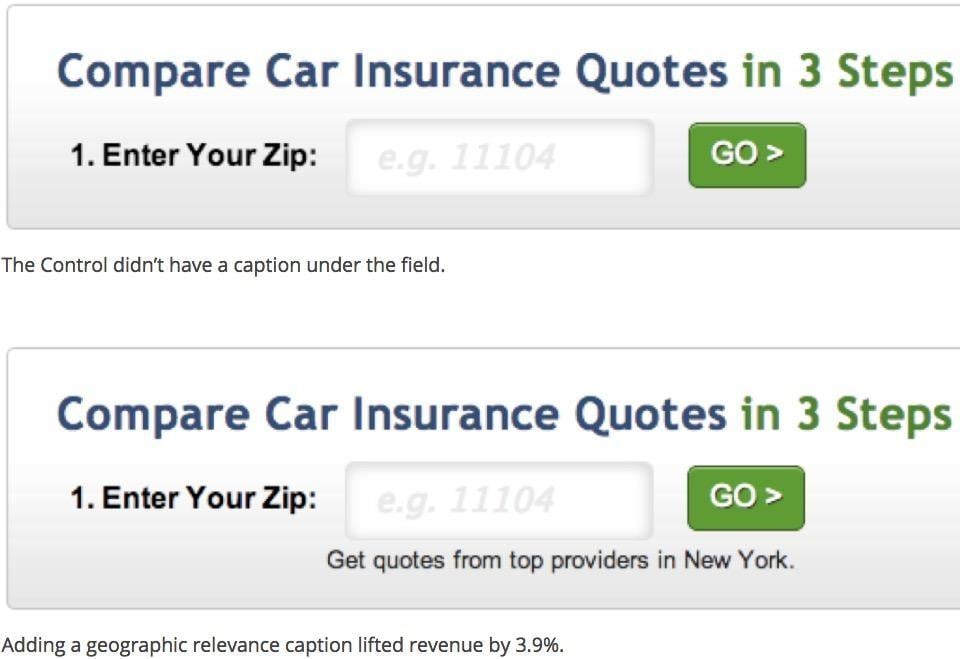 Compare Car Insurance Quotes in 3 Steps
1. Enter Your Zip: e.g. 11104 GO >
The Control didn’t have a caption under the field.
Compare Car Insurance Quotes in 3 Steps
1. Enter Your Zip: e.g. 11104 GO >
Get quotes from top providers in New York.
Adding a geographic relevance caption lifted revenue by 3.9%.